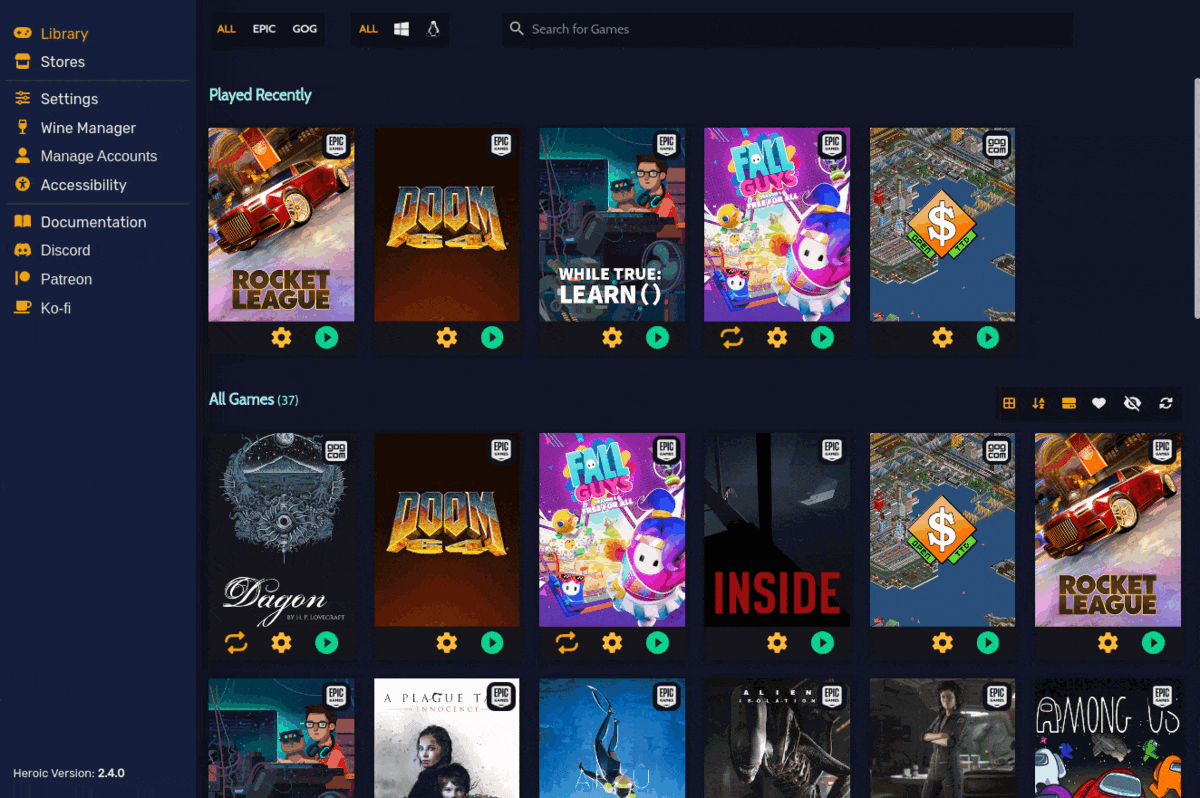 Library
Stores
Settings
Wine Manager
Manage Accounts
Accessibility
Documentation
Discord
Patreon
Ko-fi
Heroic Version: 2.4.0
ALL EPIC GOG
ALL
Search for Games
Played Recently
EPIC GAMES
ROCKET LEAGUE
EPIC GAMES
DOOM 64
EPIC GAMES
WHILE TRUE:
LEARN()
EPIC GAMES
FALL GUYS
FREE FOR ALL
gog com
$
OPEN TTD
All Games (37)
gog com
Dagon
BY H. P. LOVECRAFT
EPIC GAMES
DOOM 64
EPIC GAMES
FALL GUYS
FREE FOR ALL
EPIC GAMES
INSIDE
gog com
$
OPEN TTD
EPIC GAMES
ROCKET LEAGUE
EPIC GAMES
A PLAGUE
INNOCENCE
EPIC GAMES
EPIC GAMES
ALIEN
ISOLATION
EPIC GAMES
EPIC GAMES
AMONG US
EPIC GAMES